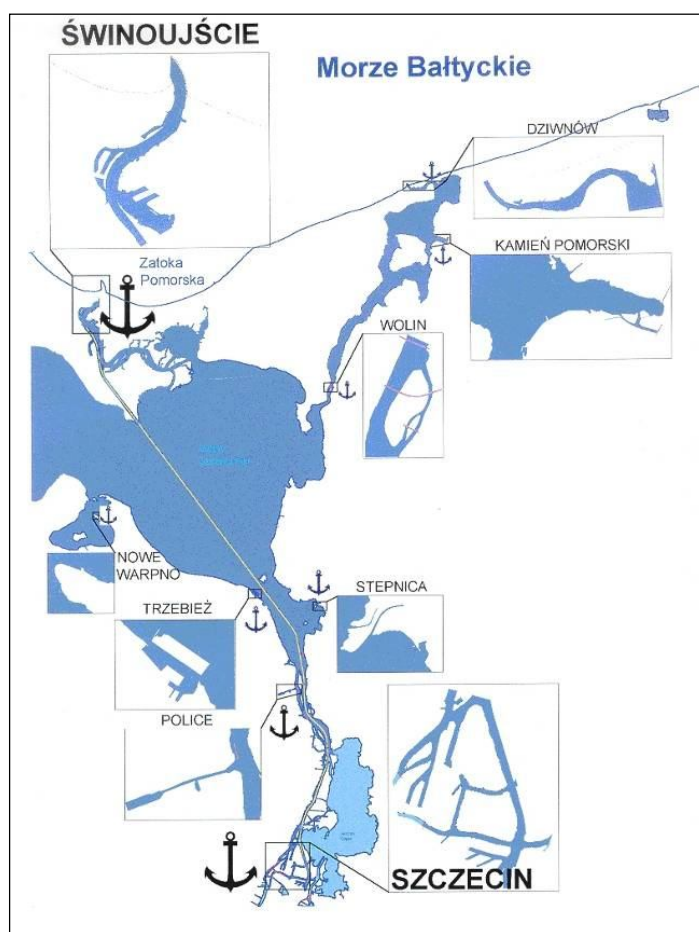 ŚWINOUJŚCIE
Morze Bałtyckie
DZIWNÓW
KAMIEŃ POMORSKI
Zatoka
Pomorska
WOLIN
NOWE
WARPNO
TRZEBIEŻ
STEPNICA
POLICE
SZCZECIN